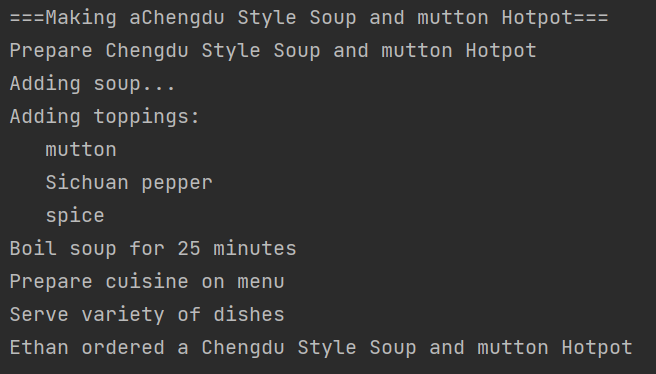 ===Making aChengdu Style Soup and mutton Hotpot===
Prepare Chengdu Style Soup and mutton Hotpot
Adding soup...
Adding toppings:
   mutton
   Sichuan pepper
   spice
Boil soup for 25 minutes
Prepare cuisine on menu
Serve variety of dishes
Ethan ordered a Chengdu Style Soup and mutton Hotpot